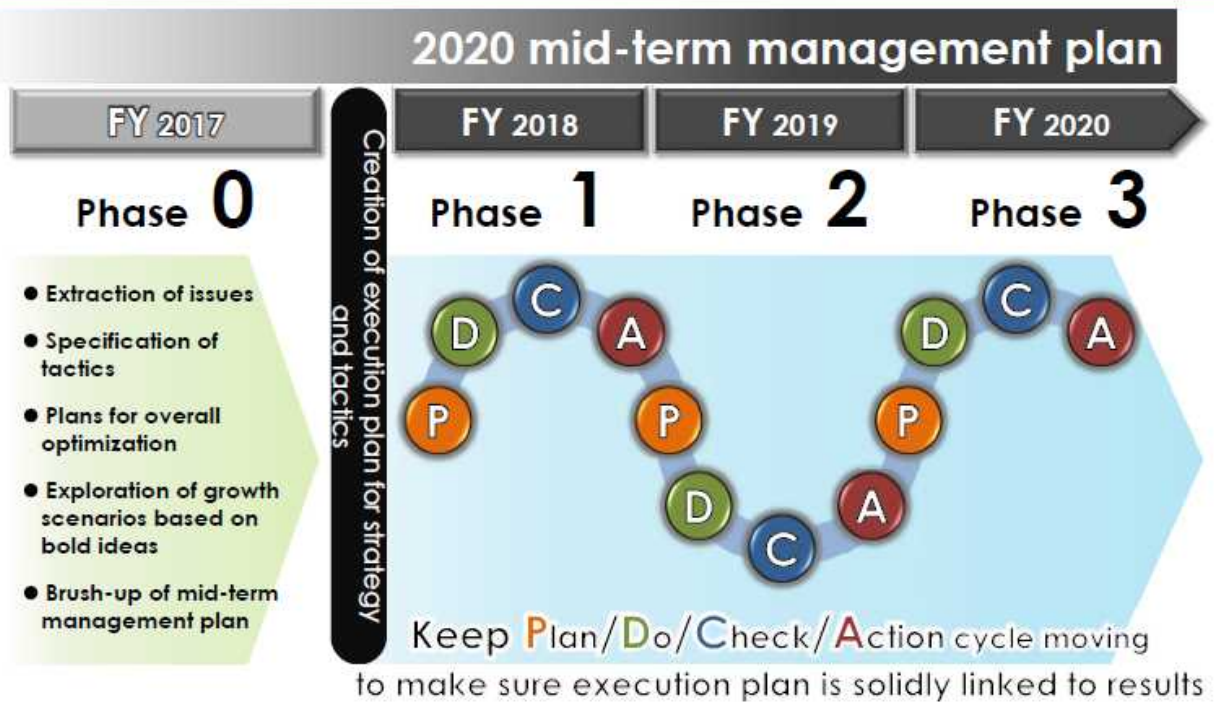 2020 mid-term management plan
FY 2017
FY 2018
FY 2019
FY 2020
Phase 0
Creation of execution plan for strategy
and tactics
Phase 1
Phase 2
Phase 3
● Extraction of issues
● Specification of
tactics
● Plans for overall
optimization
● Exploration of growth
scenarios based on
bold ideas
● Brush-up of mid-term
management plan
P
D
C
A
P
D
C
A
P
D
C
A
Keep Plan/Do/Check/Action cycle moving
to make sure execution plan is solidly linked to results